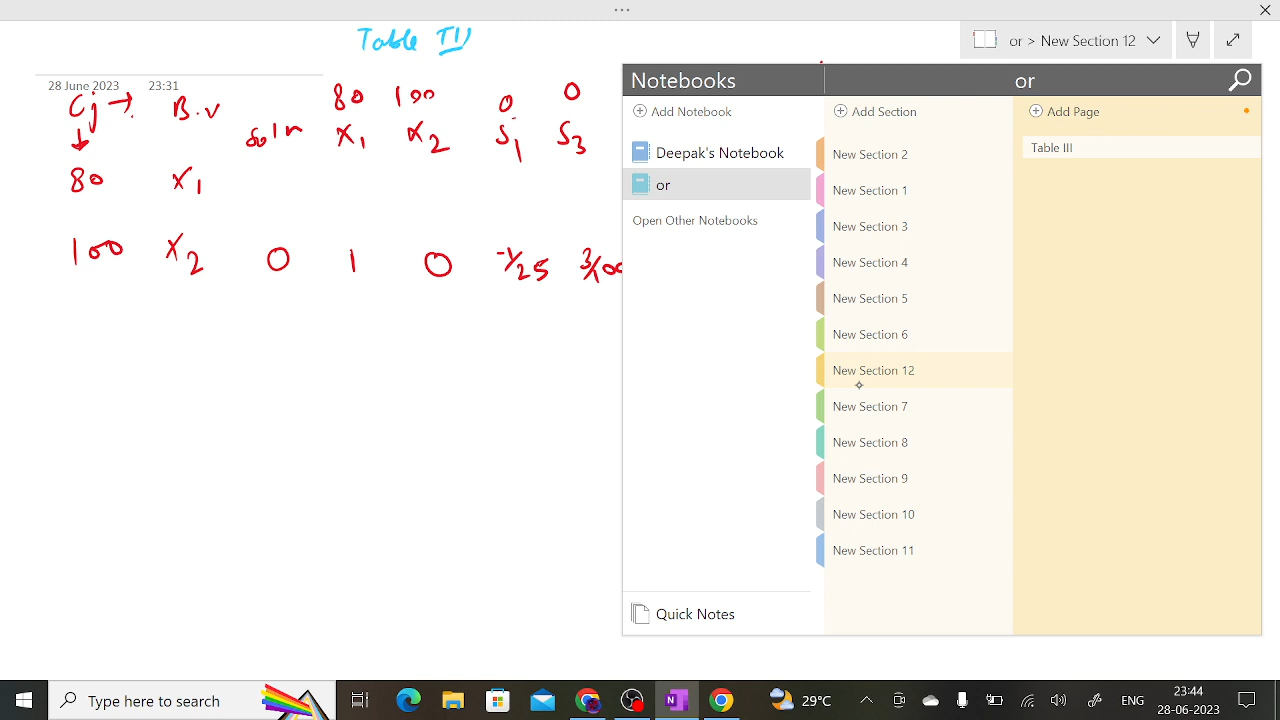 or > New Section 12
Table III
28 June 2023 23:31
Cj → B.V 80 100 0 0
↓ soln X1 X2 S1 S3
80 X1
100 X2 0 1 0 -1/25 3/100
Notebooks or
Add Notebook
Deepak's Notebook
or
Open Other Notebooks
Quick Notes
Add Section
New Section 2
New Section 1
New Section 3
New Section 4
New Section 5
New Section 6
New Section 12
New Section 7
New Section 8
New Section 9
New Section 10
New Section 11
Add Page
Table III
Type here to search
29°C
ENG
28-06-2023